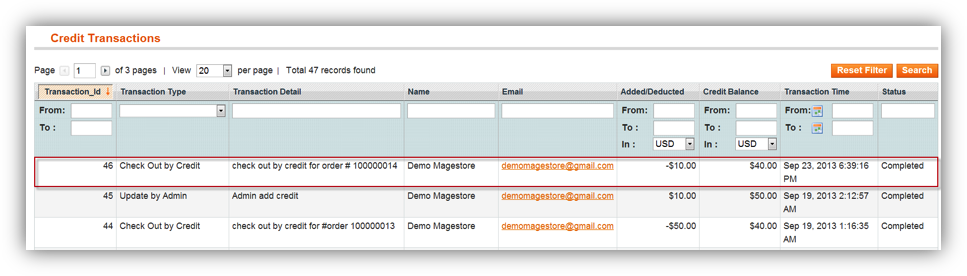 Credit Transactions
Page 1 of 3 pages | View 20 per page | Total 47 records found Reset Filter Search
Transaction_Id Transaction Type Transaction Detail Name Email Added/Deducted Credit Balance Transaction Time Status
From: From: From: From:
To : To : To : To :
In : USD In : USD
46 Check Out by Credit check out by credit for order # 100000014 Demo Magestore demomagestore@gmail.com -$10.00 $40.00 Sep 23, 2013 6:39:16 Completed
PM
45 Update by Admin Admin add credit Demo Magestore demomagestore@gmail.com $10.00 $50.00 Sep 19, 2013 2:12:57 Completed
AM
44 Check Out by Credit check out by credit for #order 100000013 Demo Magestore demomagestore@gmail.com -$50.00 $40.00 Sep 19, 2013 1:16:35 Completed
AM